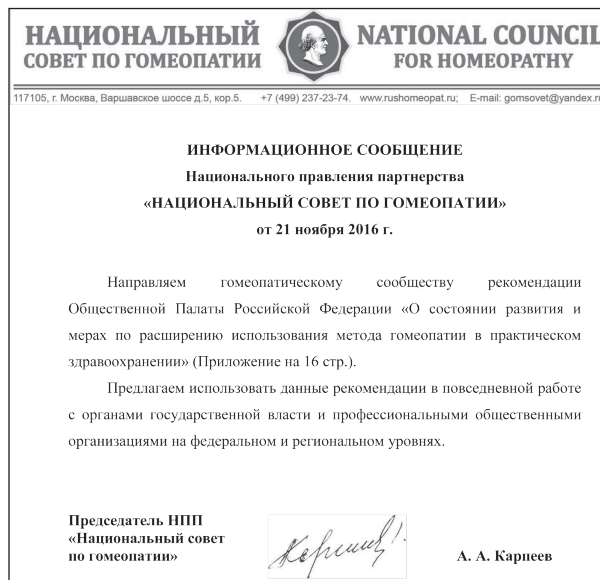 НАЦИОНАЛЬНЫЙ
СОВЕТ ПО ГОМЕОПАТИИ
NATIONAL COUNCIL
FOR HOMEOPATHY
117105, г. Москва, Варшавское шоссе д.5, кор.5. +7 (499) 237-23-74. www.rushomeopat.ru; E-mail: gomsovet@yandex.ru
ИНФОРМАЦИОННОЕ СООБЩЕНИЕ
Национального правления партнерства
«НАЦИОНАЛЬНЫЙ СОВЕТ ПО ГОМЕОПАТИИ»
от 21 ноября 2016 г.
Направляем гомеопатическому сообществу рекомендации
Общественной Палаты Российской Федерации «О состоянии развития и
мерах по расширению использования метода гомеопатии в практическом
здравоохранении» (Приложение на 16 стр.).
Предлагаем использовать данные рекомендации в повседневной работе
с органами государственной власти и профессиональными общественными
организациями на федеральном и региональном уровнях.
Председатель НПП
«Национальный совет
по гомеопатии»
А. А. Карпеев